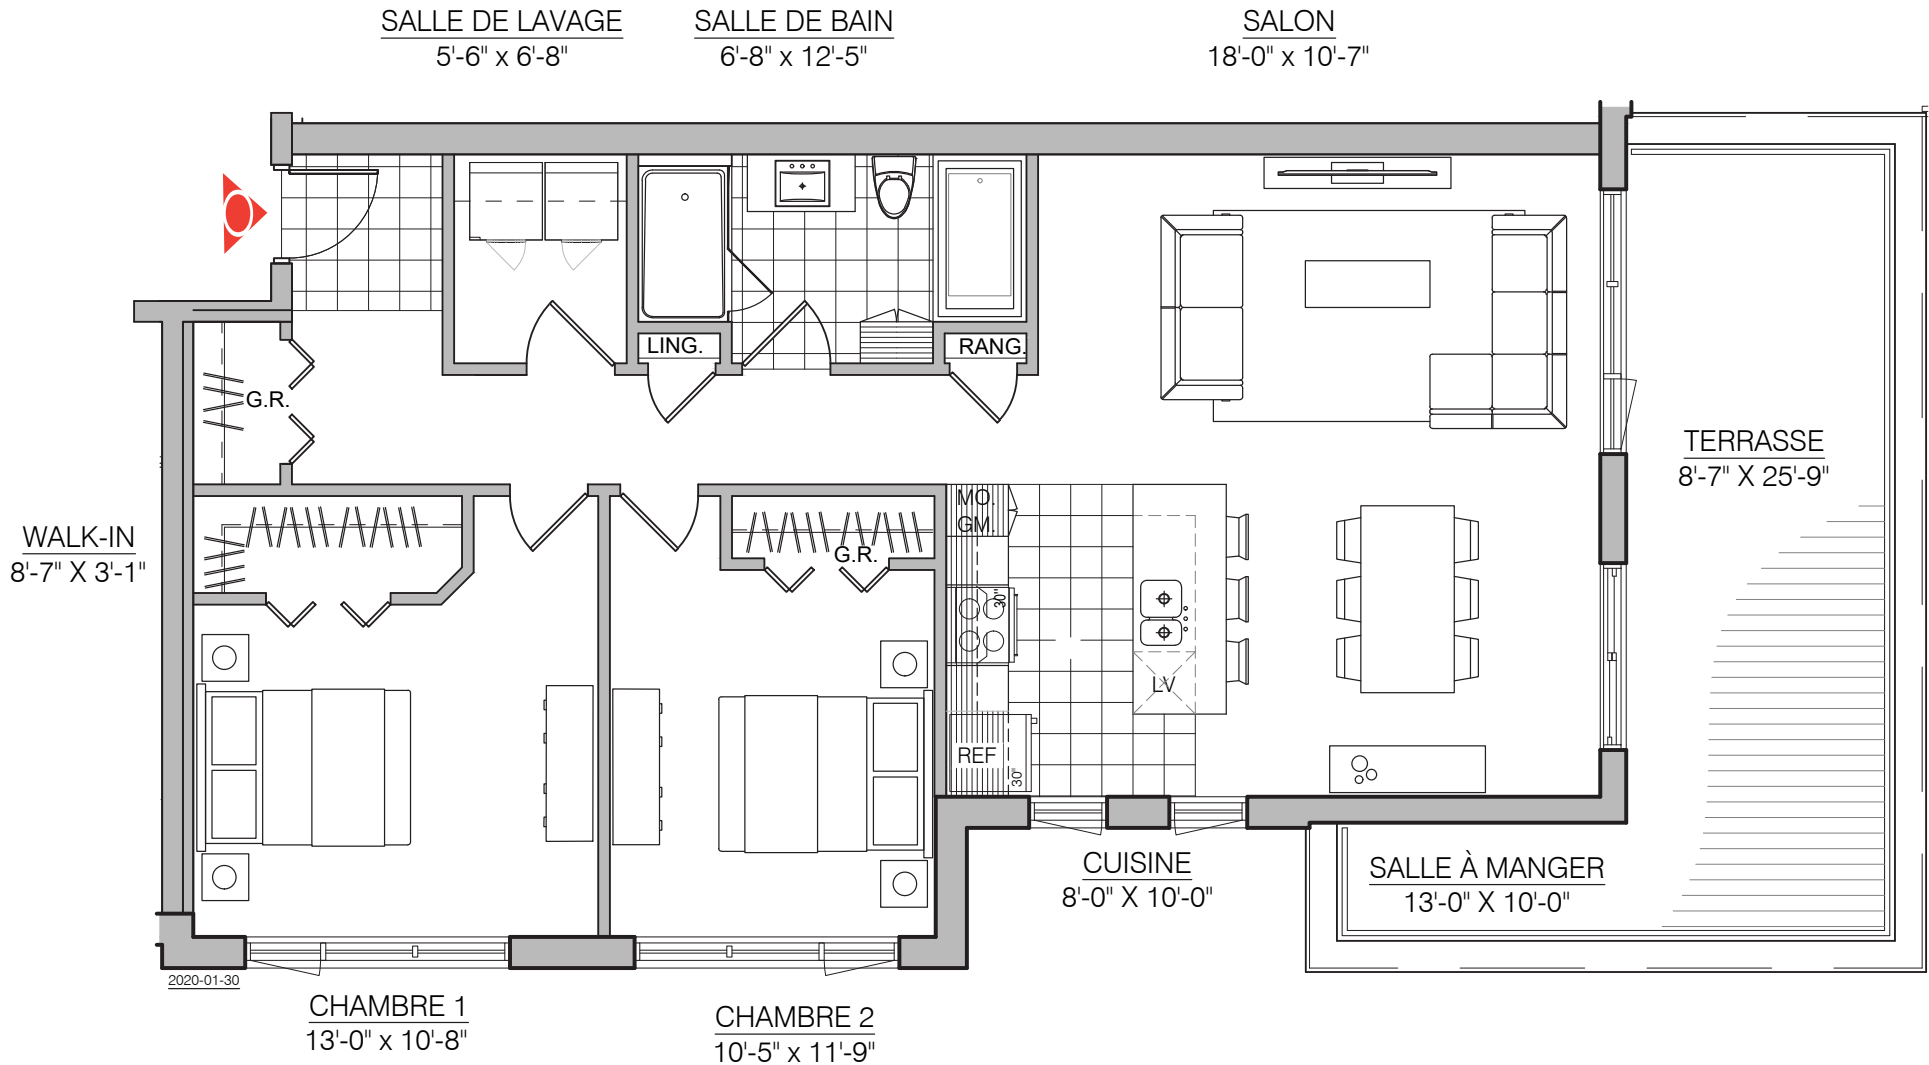 SALLE DE LAVAGE
5'-6" x 6'-8"
SALLE DE BAIN
6'-8" x 12'-5"
SALON
18'-0" x 10'-7"
LING.
RANG.
G.R.
TERRASSE
8'-7" X 25'-9"
WALK-IN
8'-7" X 3'-1"
MO.
GM.
G.R.
30"
LV
REF
30"
CUISINE
8'-0" X 10'-0"
SALLE À MANGER
13'-0" X 10'-0"
2020-01-30
CHAMBRE 1
13'-0" x 10'-8"
CHAMBRE 2
10'-5" x 11'-9"